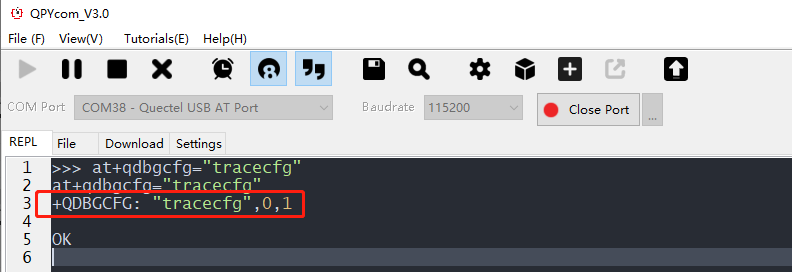 QPYcom_V3.0
File (F) View(V) Tutorials(E) Help(H)
COM Port COM38 - Quectel USB AT Port Baudrate 115200 Close Port ...
REPL File Download Settings
1 >>> at+qdbgcfg="tracecfg"
2 at+qdbgcfg="tracecfg"
3 +QDBGCFG: "tracecfg",0,1
4
5 OK
6